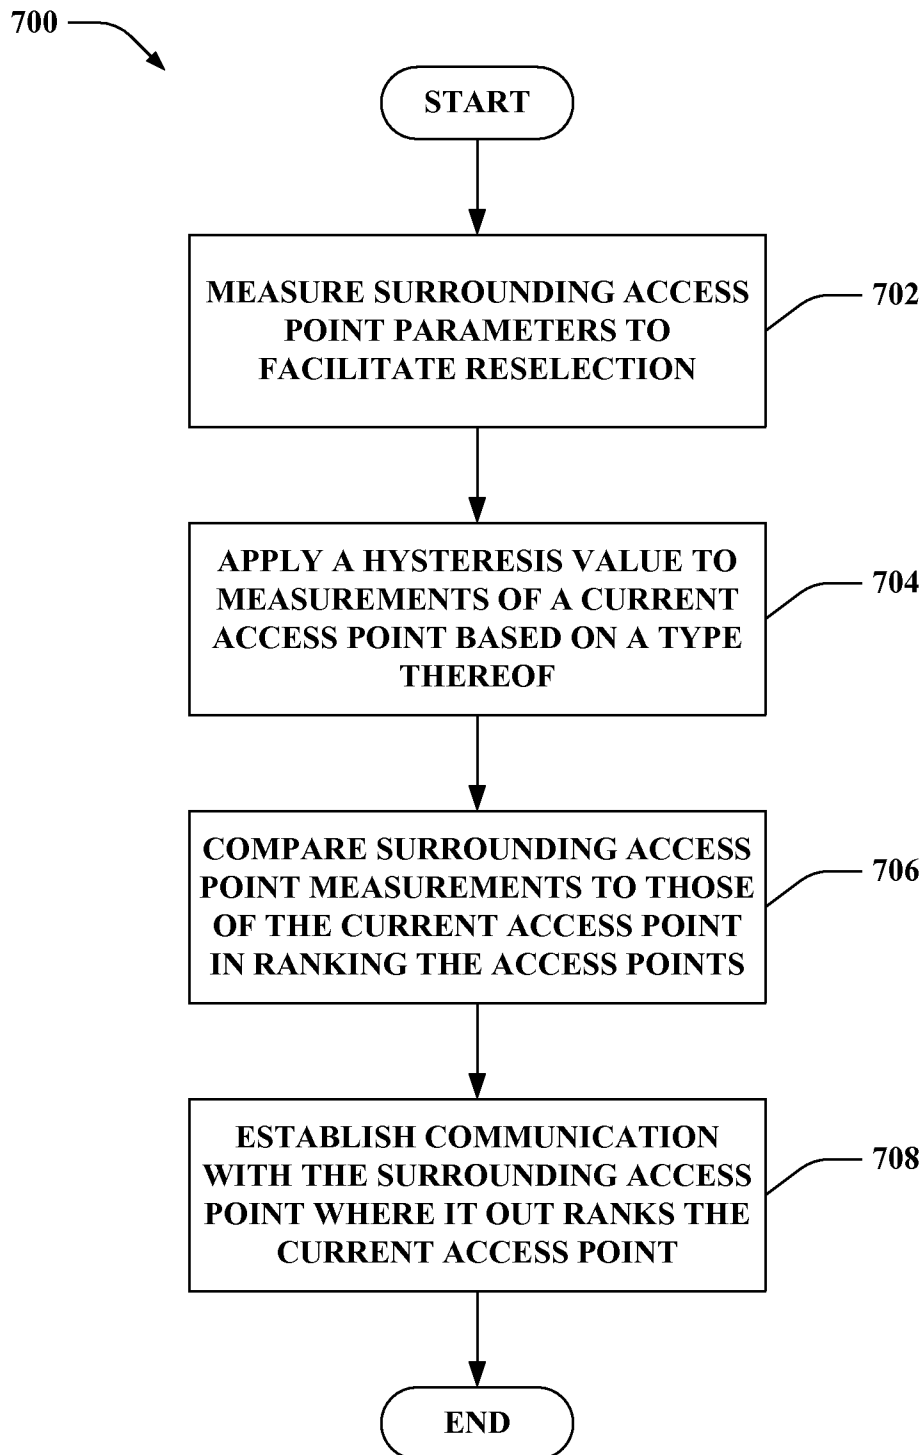 700
START
MEASURE SURROUNDING ACCESS
POINT PARAMETERS TO
FACILITATE RESELECTION
702
APPLY A HYSTERESIS VALUE TO
MEASUREMENTS OF A CURRENT
ACCESS POINT BASED ON A TYPE
THEREOF
704
COMPARE SURROUNDING ACCESS
POINT MEASUREMENTS TO THOSE
OF THE CURRENT ACCESS POINT
IN RANKING THE ACCESS POINTS
706
ESTABLISH COMMUNICATION
WITH THE SURROUNDING ACCESS
POINT WHERE IT OUT RANKS THE
CURRENT ACCESS POINT
708
END